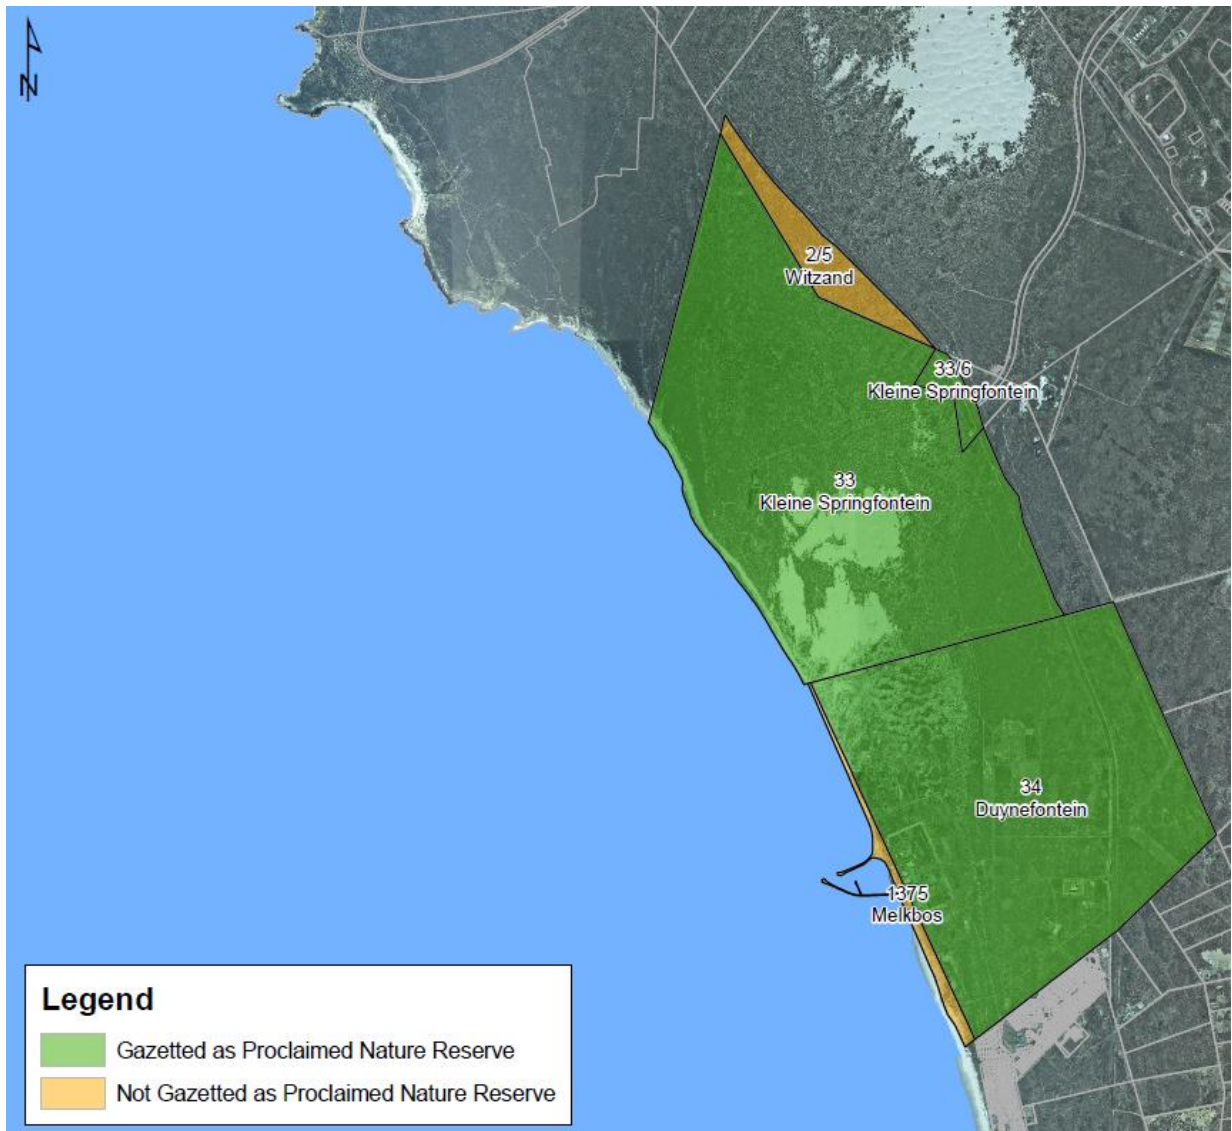 N
2/5
Witzand
33/6
Kleine Springfontein
33
Kleine Springfontein
34
Duynefontein
1375
Melkbos
Legend
Gazetted as Proclaimed Nature Reserve
Not Gazetted as Proclaimed Nature Reserve